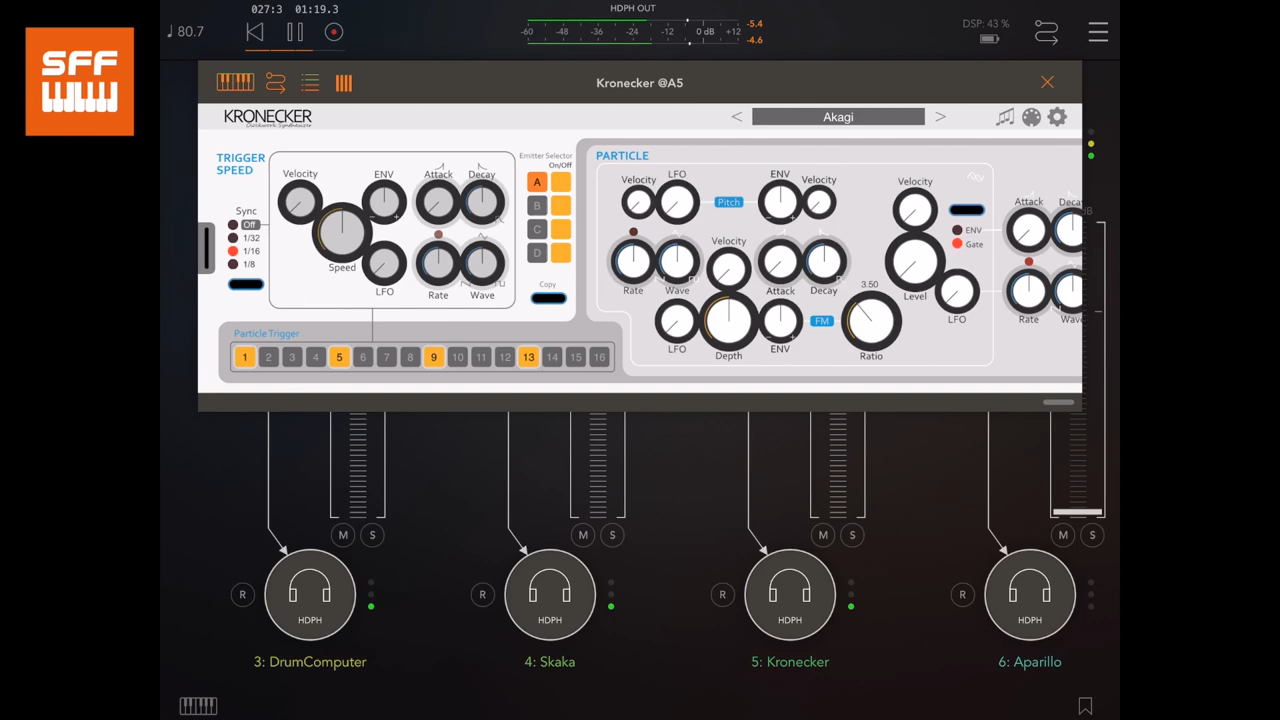 SFF
80.7
027:3 01:19.3
HDPH OUT
-60 -36 -24 -12 0 dB +12
-5.4
-4.6
DSP: 43 %
Kronecker @A5
KRONECKER
Clockwork Synthesizer
< Akagi >
TRIGGER
SPEED
Velocity ENV Attack Decay
Sync
Off
1/32
1/16
1/8
Speed LFO Rate Wave
Emitter Selector
On/Off
A
B
C
D
Copy
Particle Trigger
1 2 3 4 5 6 7 8 9 10 11 12 13 14 15 16
PARTICLE
Velocity LFO Pitch ENV Velocity
Rate Wave Velocity Attack Decay
LFO Depth ENV FM
3.50
Ratio
Velocity
ENV
Gate
Level
LFO
Attack
Rate
M S M S M S M S
R HDPH R HDPH R HDPH R HDPH
3: DrumComputer 4: Skaka 5: Kronecker 6: Aparillo